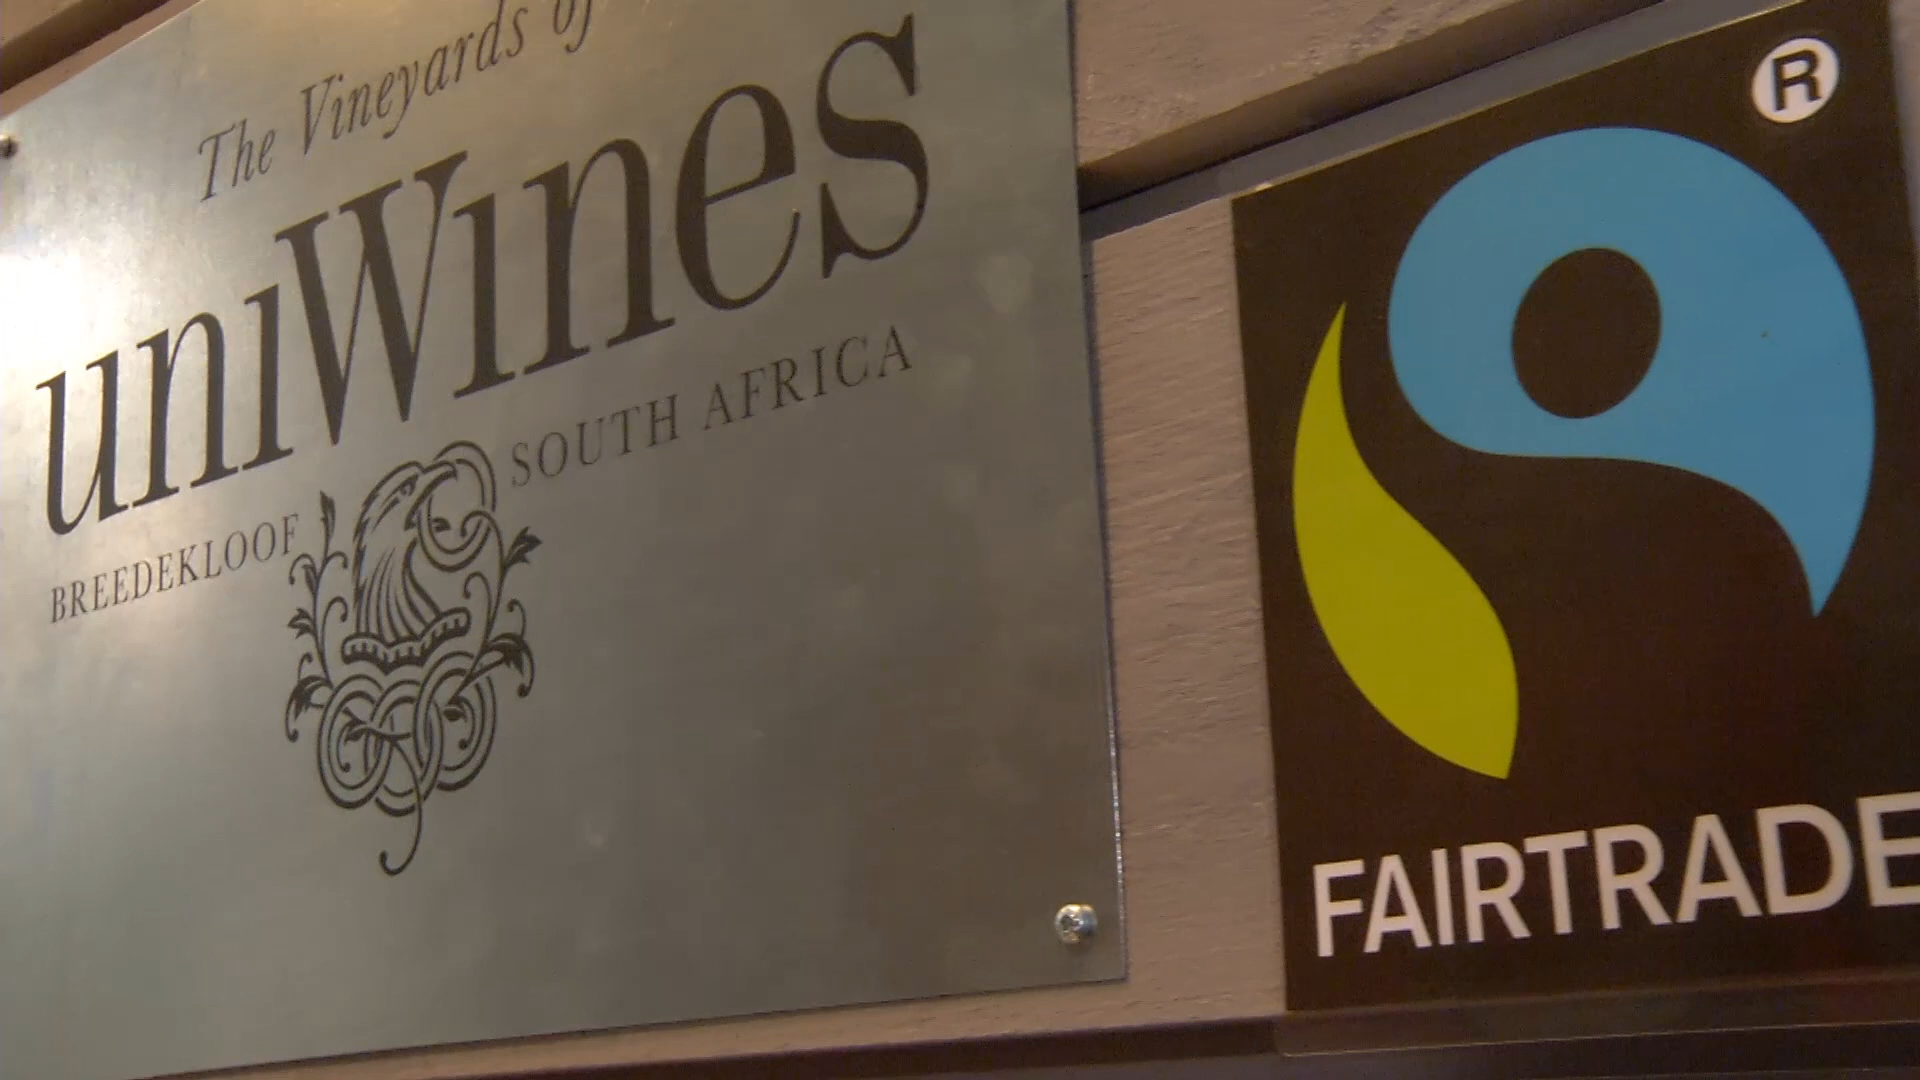 The Vineyards of
uniWines
BREEDEKLOOF SOUTH AFRICA
®
FAIRTRADE